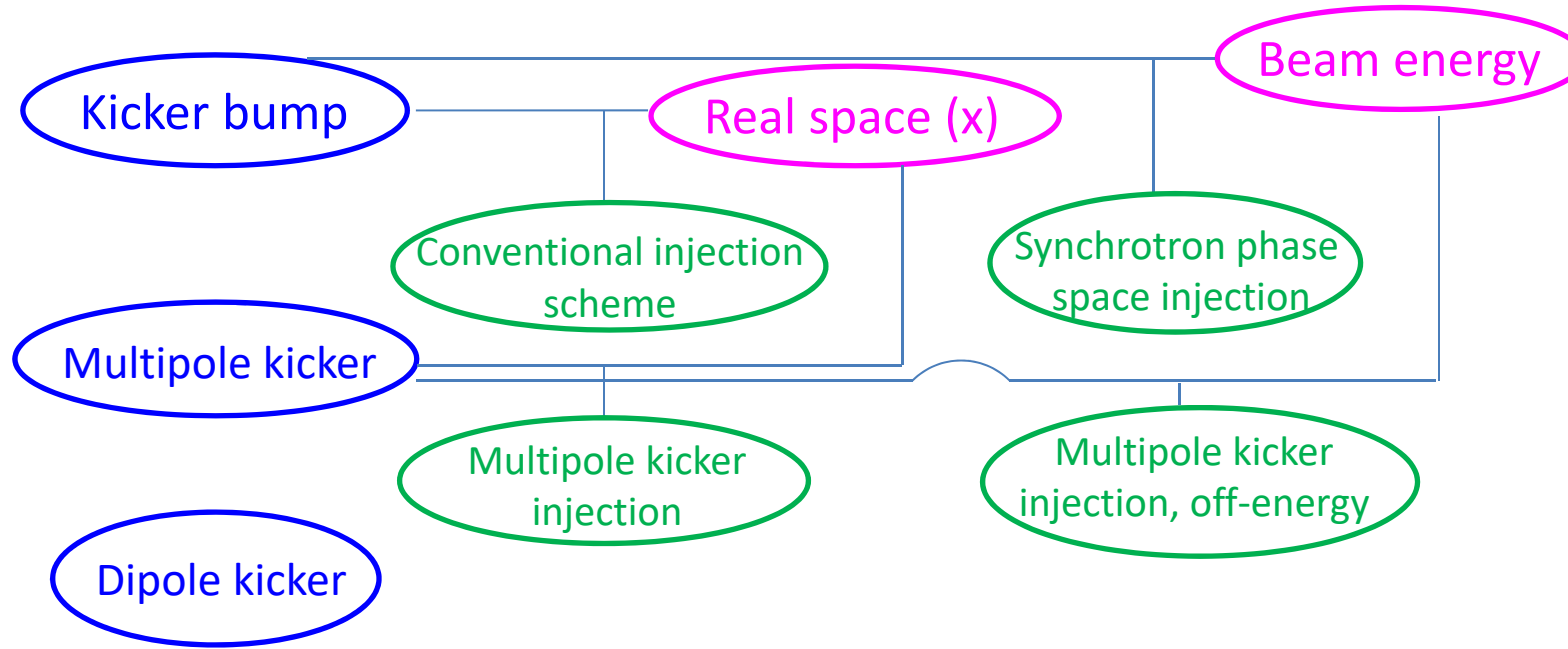 Beam energy
Kicker bump
Real space (x)
Conventional injection
scheme
Synchrotron phase
space injection
Multipole kicker
Multipole kicker
injection
Multipole kicker
injection, off-energy
Dipole kicker